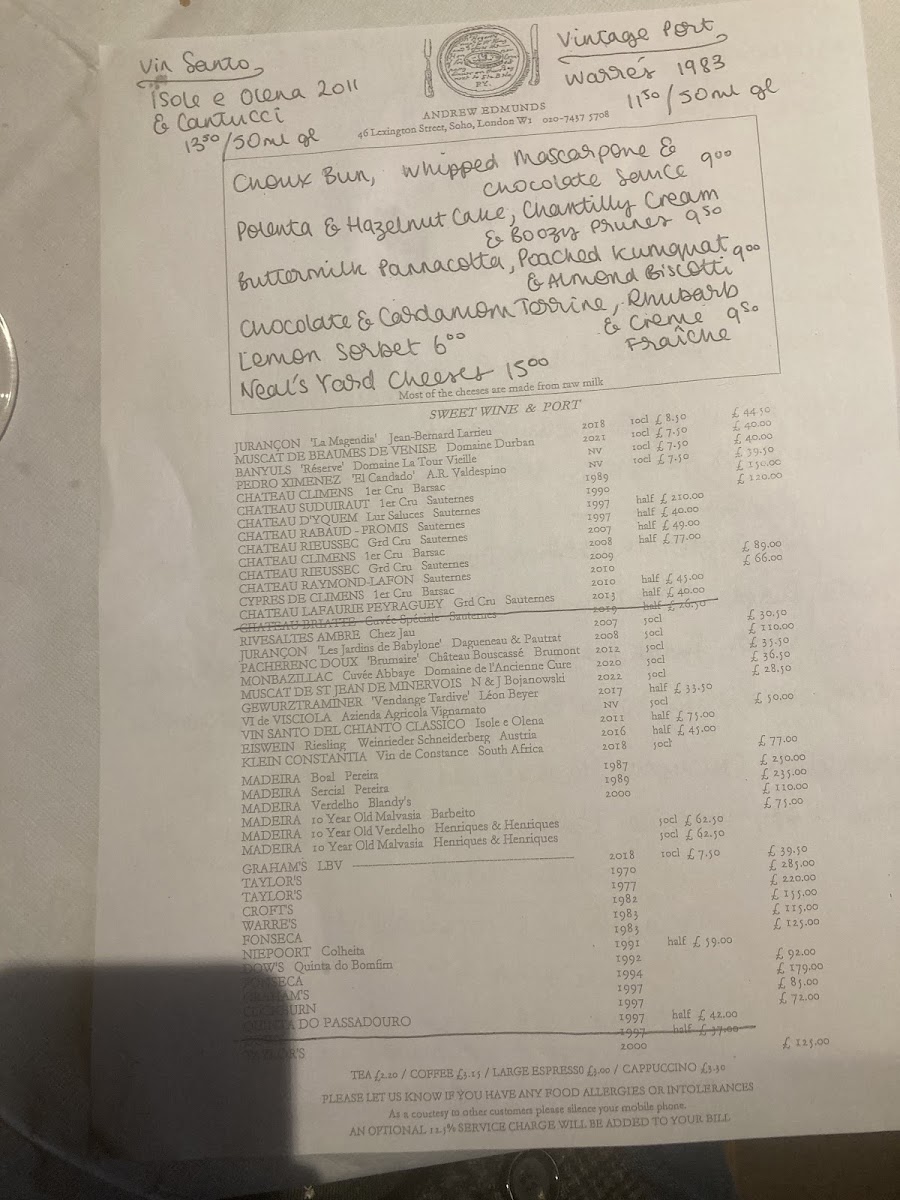 Vin Santo
Isole e Olena 2011
& Cantucci
13⁵⁰/50ml gl
Vintage Port
Warre's 1983
11⁵⁰/50ml gl
ANDREW EDMUNDS
46 Lexington Street, Soho, London W1 020-7437 5708
Choux Bun, Whipped Mascarpone &
Chocolate Sauce 9⁰⁰
Polenta & Hazelnut Cake, Chantilly Cream
& Boozy Prunes 9⁵⁰
Buttermilk Pannacotta, Poached Kumquat
& Almond Biscotti 9⁰⁰
Chocolate & Cardamom Terrine, Rhubarb
& Creme Fraîche 9⁵⁰
Lemon Sorbet 6⁰⁰
Neal's Yard Cheeses 15⁰⁰
Most of the cheeses are made from raw milk
SWEET WINE & PORT
JURANÇON 'La Magendia' Jean-Bernard Larrieu 2018 10cl £ 8.50 £ 44.50
MUSCAT DE BEAUMES DE VENISE Domaine Durban 2021 10cl £ 7.50 £ 40.00
BANYULS 'Réserve' Domaine La Tour Vieille NV 10cl £ 7.50 £ 40.00
PEDRO XIMENEZ 'El Candado' A.R. Valdespino NV 10cl £ 7.50 £ 39.50
CHATEAU CLIMENS 1er Cru Barsac 1989 £ 150.00
CHATEAU SUDUIRAUT 1er Cru Sauternes 1990 £ 120.00
CHATEAU D'YQUEM Lur Saluces Sauternes 1997 half £ 210.00
CHATEAU RABAUD - PROMIS Sauternes 1997 half £ 40.00
CHATEAU RIEUSSEC Grd Cru Sauternes 2007 half £ 49.00
CHATEAU CLIMENS 1er Cru Barsac 2008 half £ 77.00
CHATEAU RIEUSSEC Grd Cru Sauternes 2009 £ 89.00
CHATEAU RAYMOND-LAFON Sauternes 2010 £ 66.00
CYPRES DE CLIMENS 1er Cru Barsac 2010 half £ 45.00
CHATEAU LAFAURIE PEYRAGUEY Grd Cru Sauternes 2013 half £ 40.00
CHATEAU BRIATTE Cuvée Spéciale Sauternes 2019 half £ 26.50
RIVESALTES AMBRE Chez Jau 2007 50cl £ 30.50
JURANÇON 'Les Jardins de Babylone' Dagueneau & Pautrat 2008 50cl £ 110.00
PACHERENC DOUX 'Brumaire' Château Bouscassé Brumont 2012 50cl £ 35.50
MONBAZILLAC Cuvée Abbaye Domaine de l'Ancienne Cure 2020 50cl £ 36.50
MUSCAT DE ST JEAN DE MINERVOIS N & J Bojanowski 2022 50cl £ 28.50
GEWURZTRAMINER 'Vendange Tardive' Léon Beyer 2017 half £ 33.50
VI de VISCIOLA Azienda Agricola Vignamato NV 50cl £ 50.00
VIN SANTO DEL CHIANTO CLASSICO Isole e Olena 2011 half £ 75.00
EISWEIN Riesling Weinrieder Schneiderberg Austria 2016 half £ 45.00
KLEIN CONSTANTIA Vin de Constance South Africa 2018 50cl £ 77.00
MADEIRA Boal Pereira 1987 £ 250.00
MADEIRA Sercial Pereira 1989 £ 235.00
MADEIRA Verdelho Blandy's 2000 £ 110.00
MADEIRA 10 Year Old Malvasia Barbeito £ 75.00
MADEIRA 10 Year Old Verdelho Henriques & Henriques 50cl £ 62.50
MADEIRA 10 Year Old Malvasia Henriques & Henriques 50cl £ 62.50
GRAHAM'S LBV 2018 10cl £ 7.50 £ 39.50
TAYLOR'S 1970 £ 285.00
TAYLOR'S 1977 £ 220.00
CROFT'S 1982 £ 155.00
WARRE'S 1983 £ 115.00
FONSECA 1983 £ 125.00
NIEPOORT Colheita 1991 half £ 59.00
DOW'S Quinta do Bomfim 1992 £ 92.00
FONSECA 1994 £ 179.00
GRAHAM'S 1997 £ 85.00
COCKBURN 1997 £ 72.00
QUINTA DO PASSADOURO 1997 half £ 42.00
1997 half £ 37.00
TAYLOR'S 2000 £ 125.00
TEA £2.20 / COFFEE £3.15 / LARGE ESPRESSO £3.00 / CAPPUCCINO £3.30
PLEASE LET US KNOW IF YOU HAVE ANY FOOD ALLERGIES OR INTOLERANCES
As a courtesy to other customers please silence your mobile phone.
AN OPTIONAL 12.5% SERVICE CHARGE WILL BE ADDED TO YOUR BILL